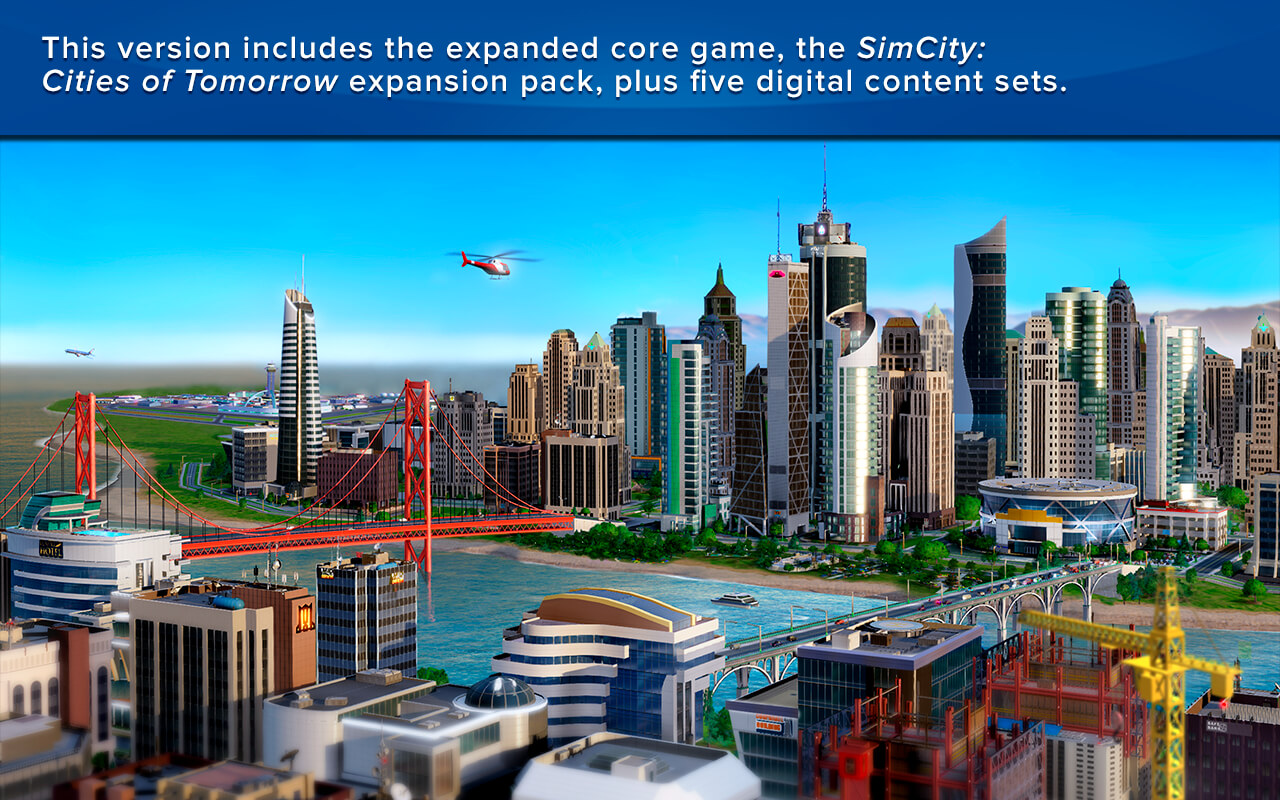 This version includes the expanded core game, the SimCity:
Cities of Tomorrow expansion pack, plus five digital content sets.
MOTEL